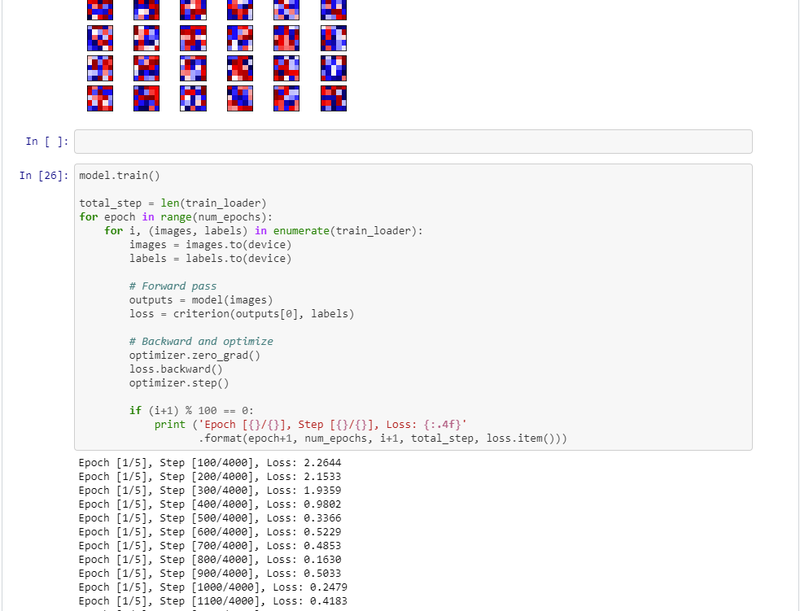 In [ ]:
In [26]: model.train()
total_step = len(train_loader)
for epoch in range(num_epochs):
for i, (images, labels) in enumerate(train_loader):
images = images.to(device)
labels = labels.to(device)
# Forward pass
outputs = model(images)
loss = criterion(outputs[0], labels)
# Backward and optimize
optimizer.zero_grad()
loss.backward()
optimizer.step()
if (i+1) % 100 == 0:
print ('Epoch [{}/{}], Step [{}/{}], Loss: {:.4f}'
.format(epoch+1, num_epochs, i+1, total_step, loss.item()))
Epoch [1/5], Step [100/4000], Loss: 2.2644
Epoch [1/5], Step [200/4000], Loss: 2.1533
Epoch [1/5], Step [300/4000], Loss: 1.9359
Epoch [1/5], Step [400/4000], Loss: 0.9802
Epoch [1/5], Step [500/4000], Loss: 0.3366
Epoch [1/5], Step [600/4000], Loss: 0.5229
Epoch [1/5], Step [700/4000], Loss: 0.4853
Epoch [1/5], Step [800/4000], Loss: 0.1630
Epoch [1/5], Step [900/4000], Loss: 0.5033
Epoch [1/5], Step [1000/4000], Loss: 0.2479
Epoch [1/5], Step [1100/4000], Loss: 0.4183